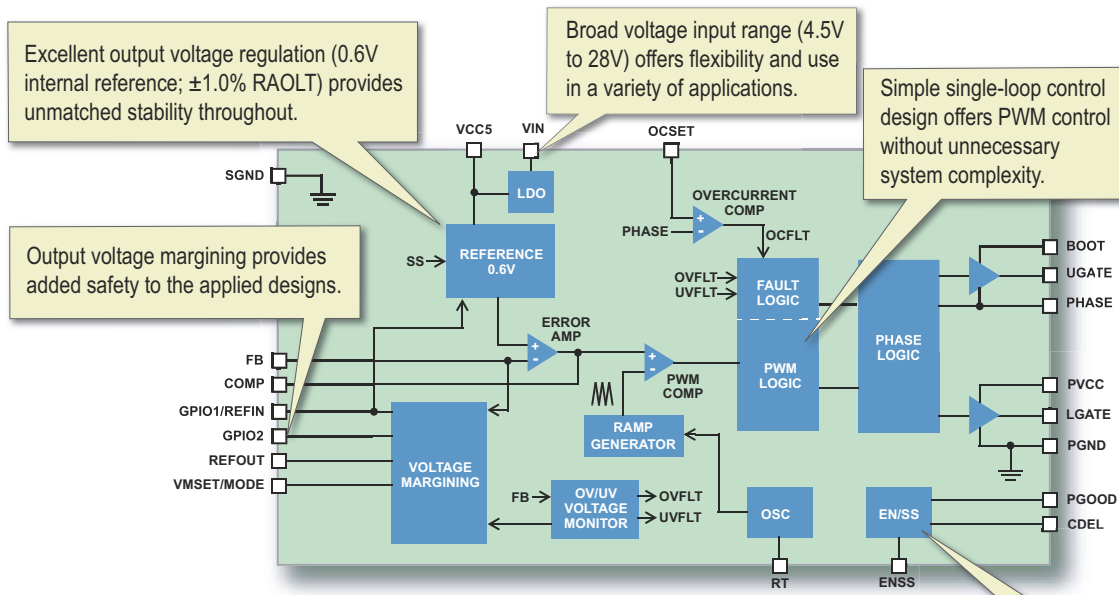 Excellent output voltage regulation (0.6V
internal reference; ±1.0% RAOLT) provides
unmatched stability throughout.
Broad voltage input range (4.5V
to 28V) offers flexibility and use
in a variety of applications.
Simple single-loop control
design offers PWM control
without unnecessary
system complexity.
Output voltage margining provides
added safety to the applied designs.
VCC5
VIN
OCSET
SGND
LDO
OVERCURRENT
COMP
+
-
PHASE
OCFLT
REFERENCE
0.6V
SS
OVFLT
UVFLT
FAULT
LOGIC
PWM
LOGIC
PHASE
LOGIC
BOOT
UGATE
PHASE
ERROR
AMP
+
-
+
-
PWM
COMP
FB
COMP
GPIO1/REFIN
GPIO2
REFOUT
VMSET/MODE
VOLTAGE
MARGINING
RAMP
GENERATOR
PVCC
LGATE
PGND
FB
OV/UV
VOLTAGE
MONITOR
OVFLT
UVFLT
OSC
EN/SS
PGOOD
CDEL
RT
ENSS